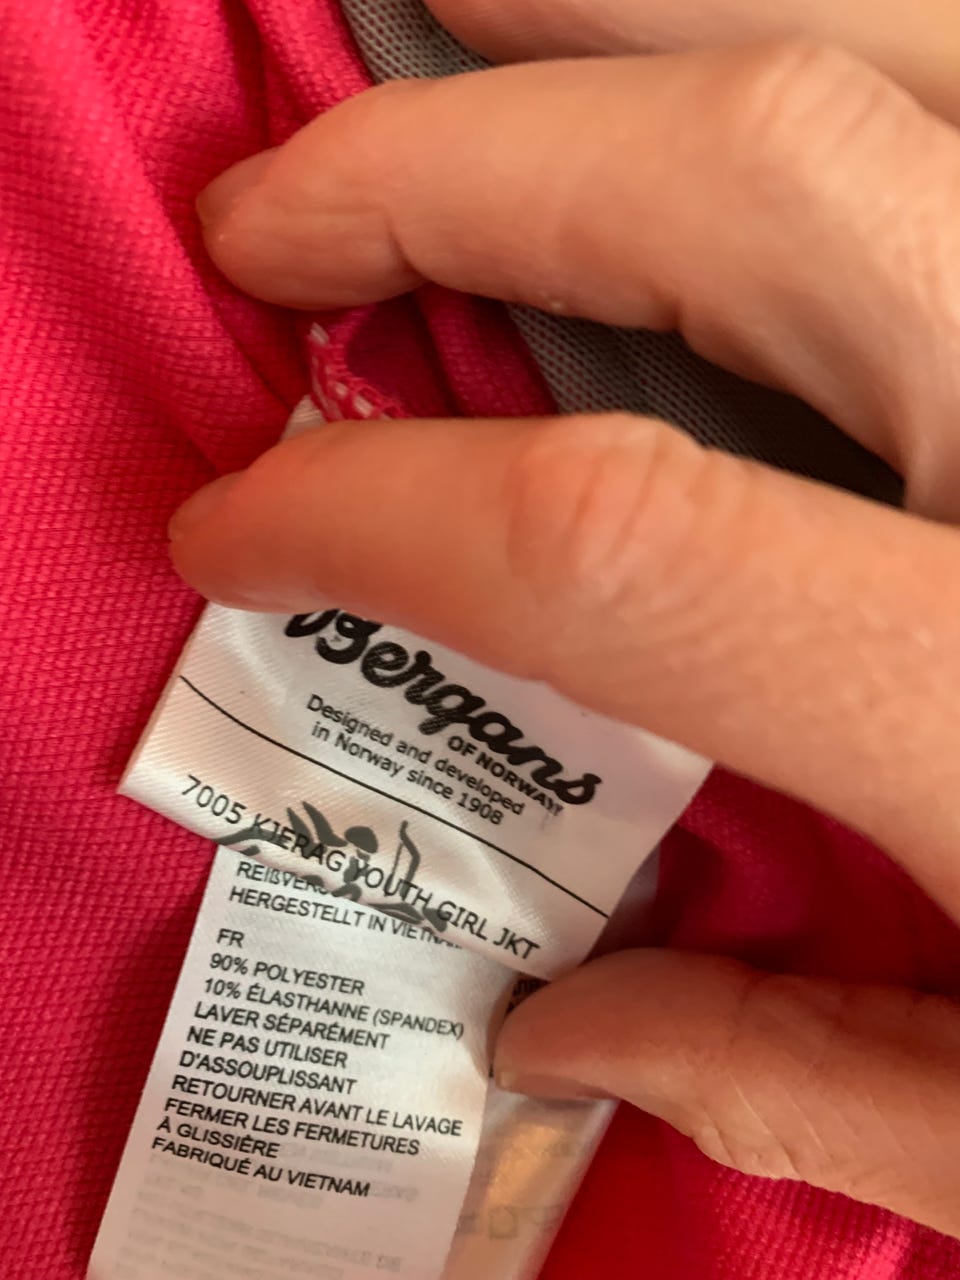 Bergans
OF NORWAY
Designed and developed
in Norway since 1908
7005 KJERAG YOUTH GIRL JKT
HERGESTELLT IN
FR
90% POLYESTER
10% ÉLASTHANNE (SPANDEX)
LAVER SÉPARÉMENT
NE PAS UTILISER
D'ASSOUPLISSANT
RETOURNER AVANT LE LAVAGE
FERMER LES FERMETURES
À GLISSIÈRE
FABRIQUÉ AU VIETNAM